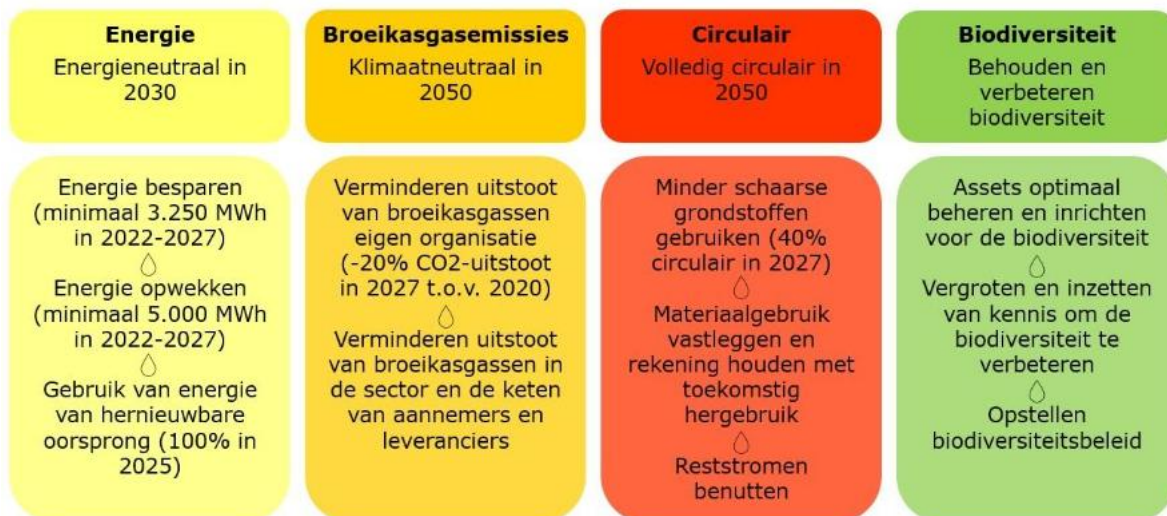 Energie
Energieneutraal in
2030
Energie besparen
(minimaal 3.250 MWh
in 2022-2027)
Energie opwekken
(minimaal 5.000 MWh
in 2022-2027)
Gebruik van energie
van hernieuwbare
oorsprong (100% in
2025)
Broeikasgasemissies
Klimaatneutraal in
2050
Verminderen uitstoot
van broeikasgassen
eigen organisatie
(-20% CO2-uitstoot
in 2027 t.o.v. 2020)
Verminderen uitstoot
van broeikasgassen in
de sector en de keten
van aannemers en
leveranciers
Circulair
Volledig circulair in
2050
Minder schaarse
grondstoffen
gebruiken (40%
circulair in 2027)
Materiaalgebruik
vastleggen en
rekening houden met
toekomstig
hergebruik
Reststromen
benutten
Biodiversiteit
Behouden en
verbeteren
biodiversiteit
Assets optimaal
beheren en inrichten
voor de biodiversiteit
Vergroten en inzetten
van kennis om de
biodiversiteit te
verbeteren
Opstellen
biodiversiteitsbeleid